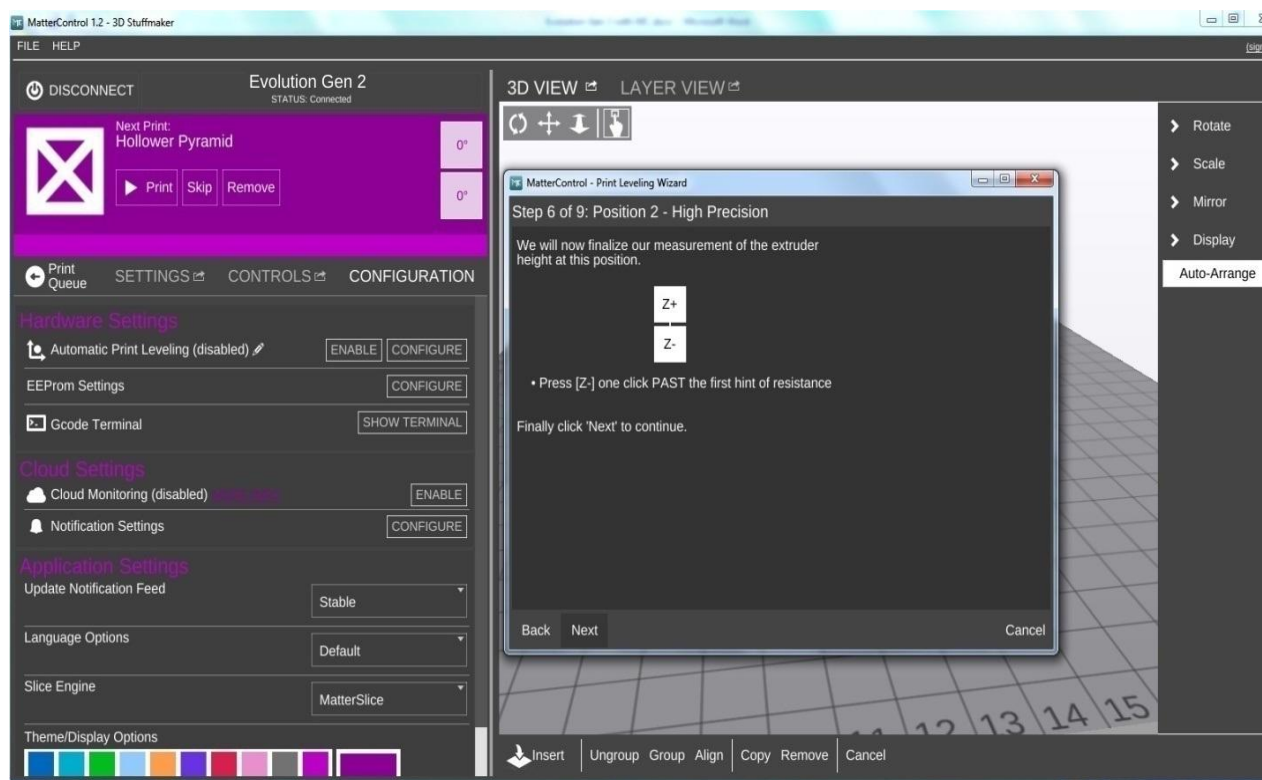 MatterControl 1.2 - 3D Stuffmaker
FILE HELP
DISCONNECT
Evolution Gen 2
STATUS: Connected
Next Print:
Hollower Pyramid
Print Skip Remove
0°
0°
Print
Queue
SETTINGS CONTROLS CONFIGURATION
Hardware Settings
Automatic Print Leveling (disabled) ENABLE CONFIGURE
EEProm Settings CONFIGURE
Gcode Terminal SHOW TERMINAL
Cloud Settings
Cloud Monitoring (disabled) ENABLE
Notification Settings CONFIGURE
Application Settings
Update Notification Feed
Stable
Language Options
Default
Slice Engine
MatterSlice
Theme/Display Options
3D VIEW LAYER VIEW
MatterControl - Print Leveling Wizard
Step 6 of 9: Position 2 - High Precision
We will now finalize our measurement of the extruder
height at this position.
Z+
Z-
• Press [Z-] one click PAST the first hint of resistance
Finally click 'Next' to continue.
Back Next Cancel
12 13 14 15
Insert Ungroup Group Align Copy Remove Cancel
(sign
Rotate
Scale
Mirror
Display
Auto-Arrange